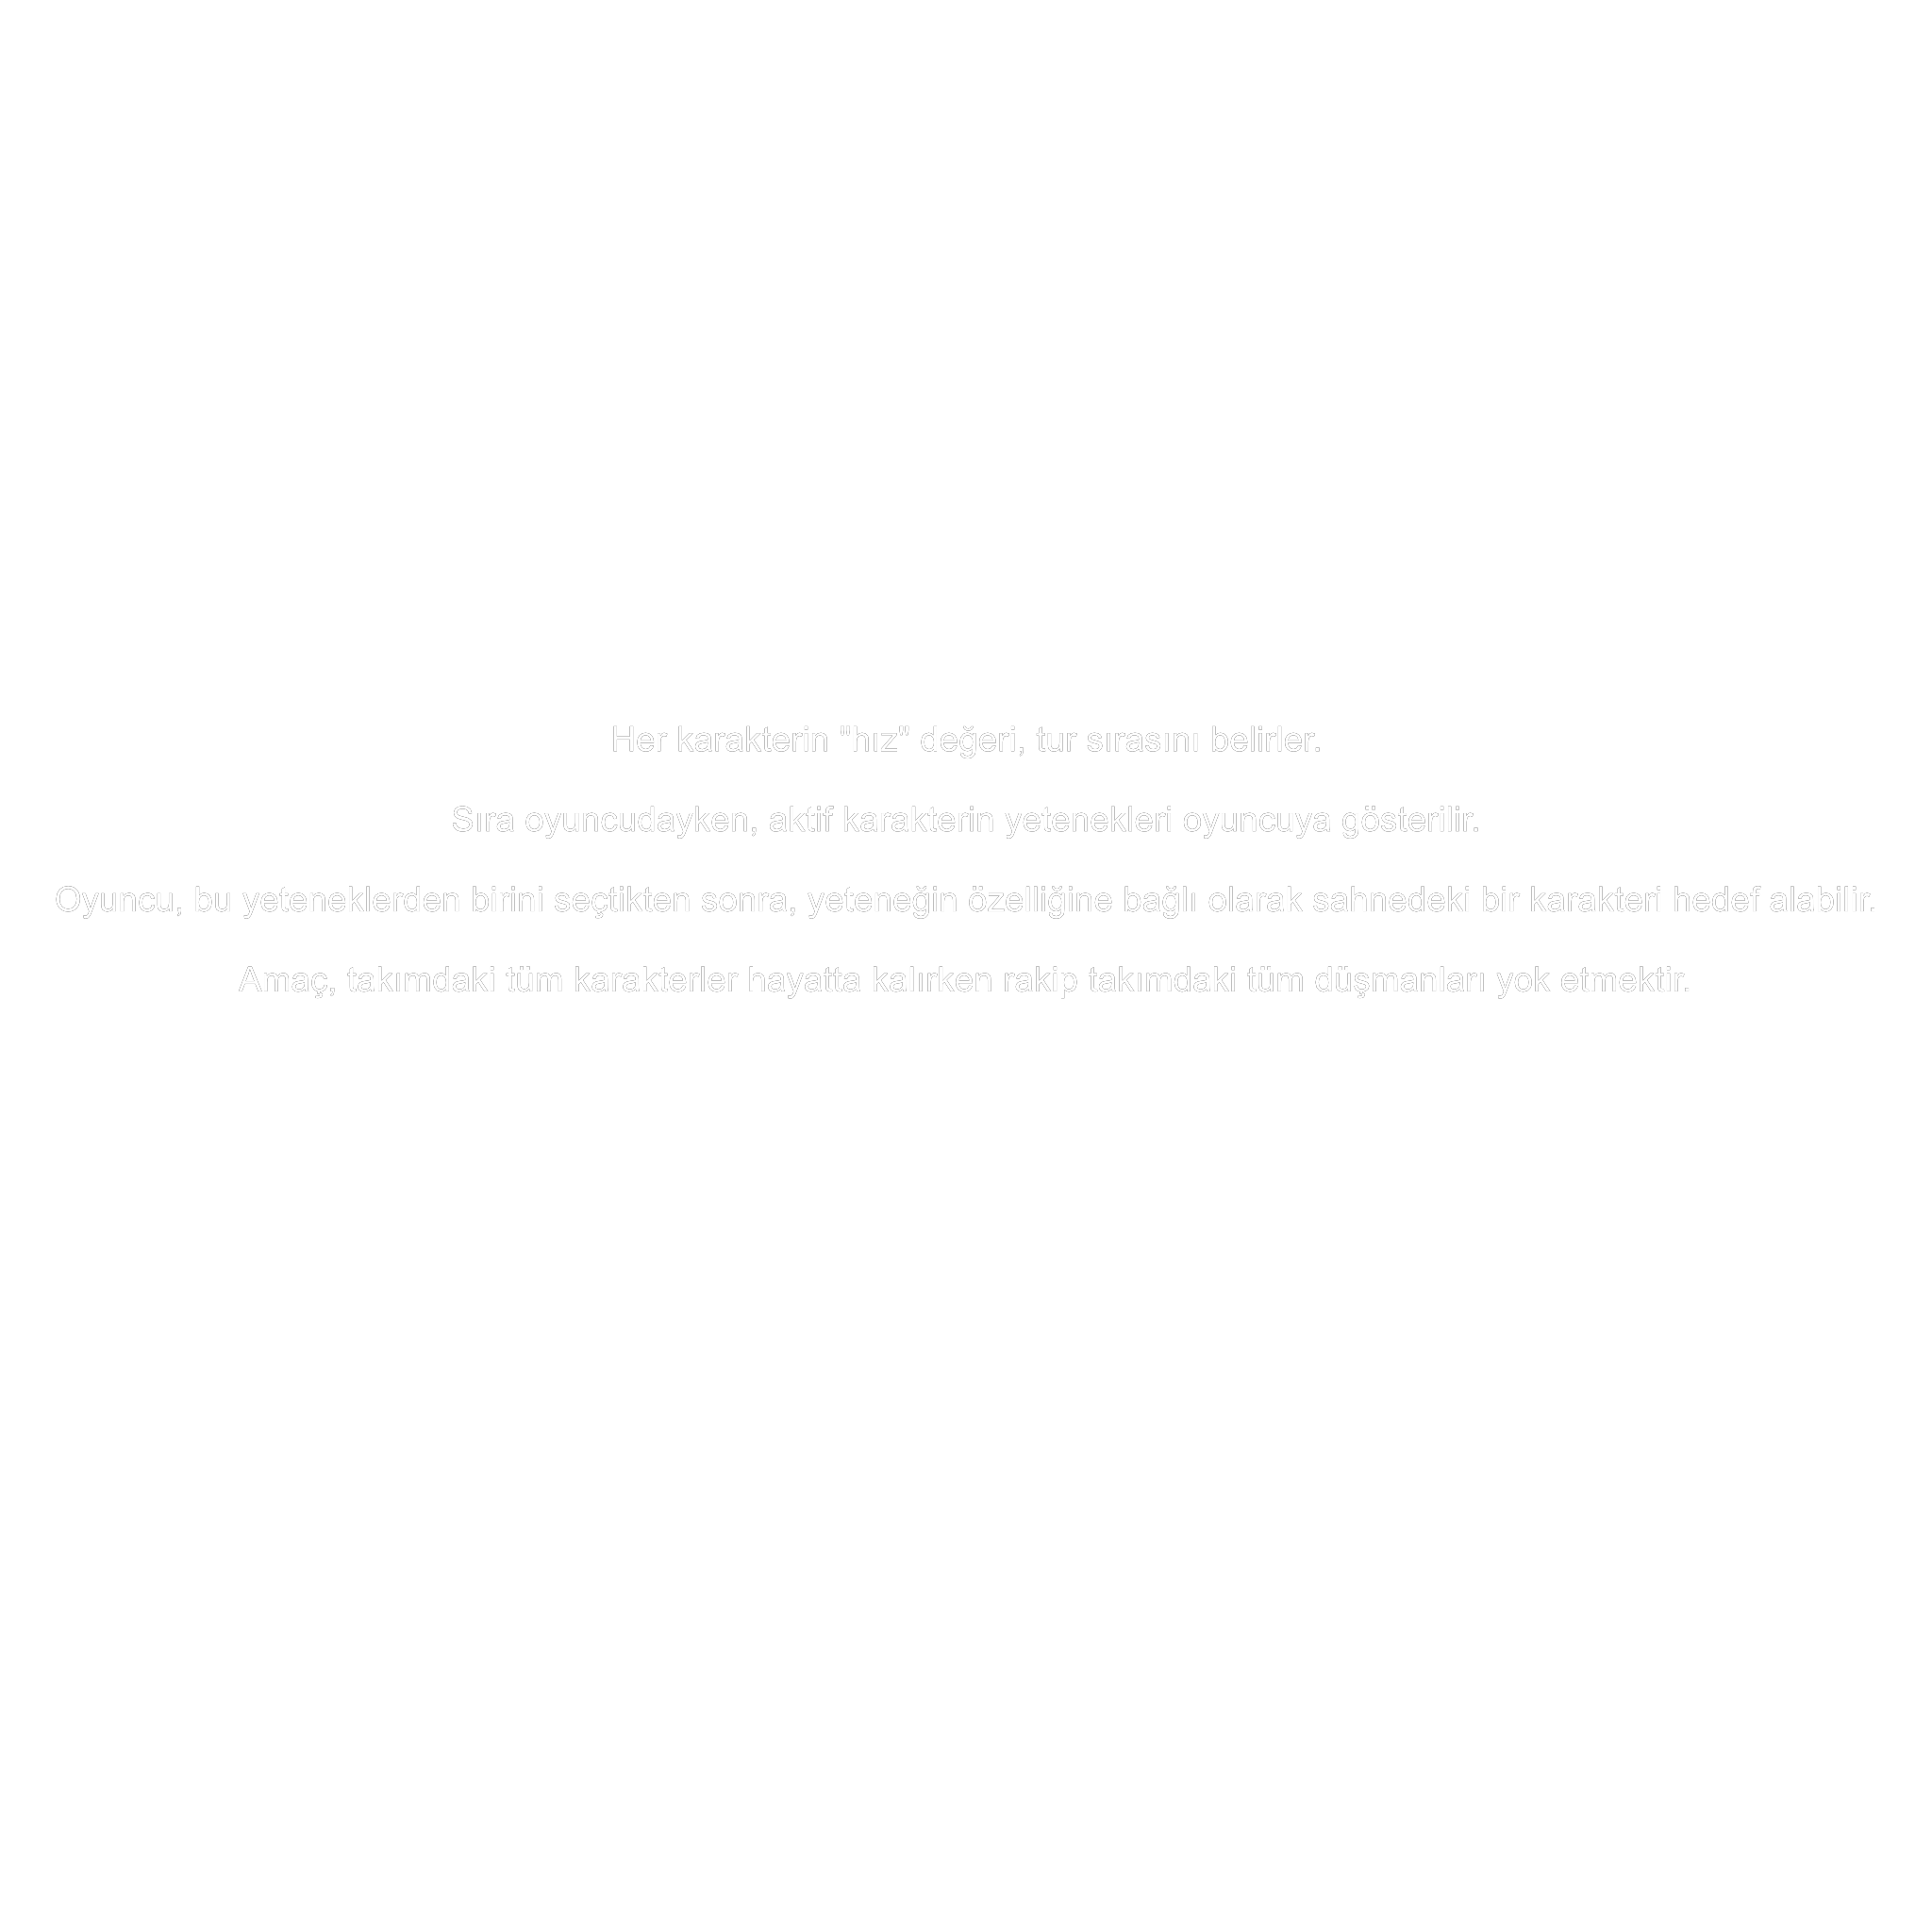 Her karakterin "hız" değeri, tur sırasını belirler.
Sıra oyuncudayken, aktif karakterin yetenekleri oyuncuya gösterilir.
Oyuncu, bu yeteneklerden birini seçtikten sonra, yeteneğin özelliğine bağlı olarak sahnedeki bir karakteri hedef alabilir.
Amaç, takımdaki tüm karakterler hayatta kalırken rakip takımdaki tüm düşmanları yok etmektir.